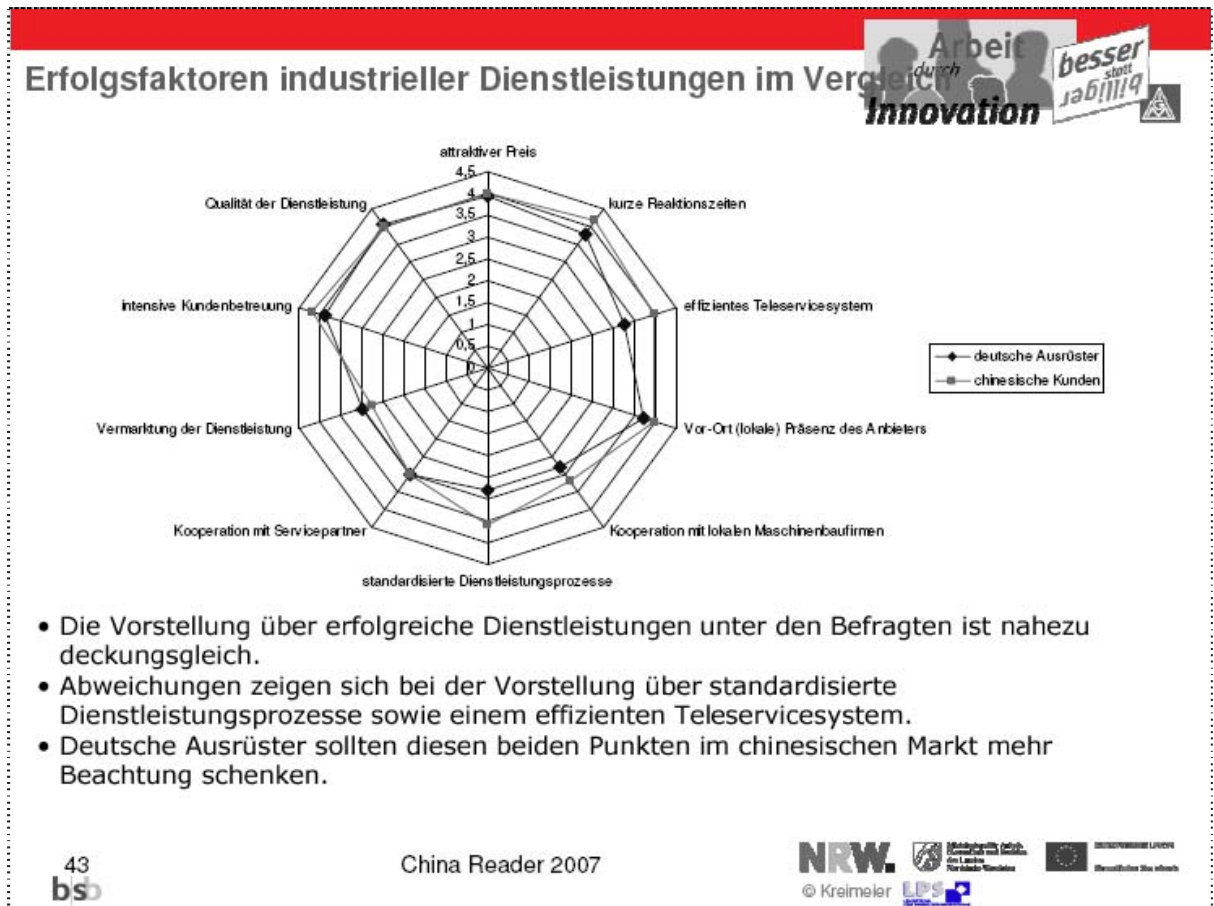 Arbeit
durch
Innovation
besser
statt
billiger
Erfolgsfaktoren industrieller Dienstleistungen im Vergleich
attraktiver Preis
4,5
4
3,5
3
2,5
2
1,5
1
0,5
0
Qualität der Dienstleistung
kurze Reaktionszeiten
intensive Kundenbetreuung
effizientes Teleservicesystem
deutsche Ausrüster
chinesische Kunden
Vermarktung der Dienstleistung
Vor-Ort (lokale) Präsenz des Anbieters
Kooperation mit Servicepartner
Kooperation mit lokalen Maschinenbaufirmen
standardisierte Dienstleistungsprozesse
• Die Vorstellung über erfolgreiche Dienstleistungen unter den Befragten ist nahezu
deckungsgleich.
• Abweichungen zeigen sich bei der Vorstellung über standardisierte
Dienstleistungsprozesse sowie einem effizienten Teleservicesystem.
• Deutsche Ausrüster sollten diesen beiden Punkten im chinesischen Markt mehr
Beachtung schenken.
43
bsb
China Reader 2007
NRW.
© Kreimeier
LPS